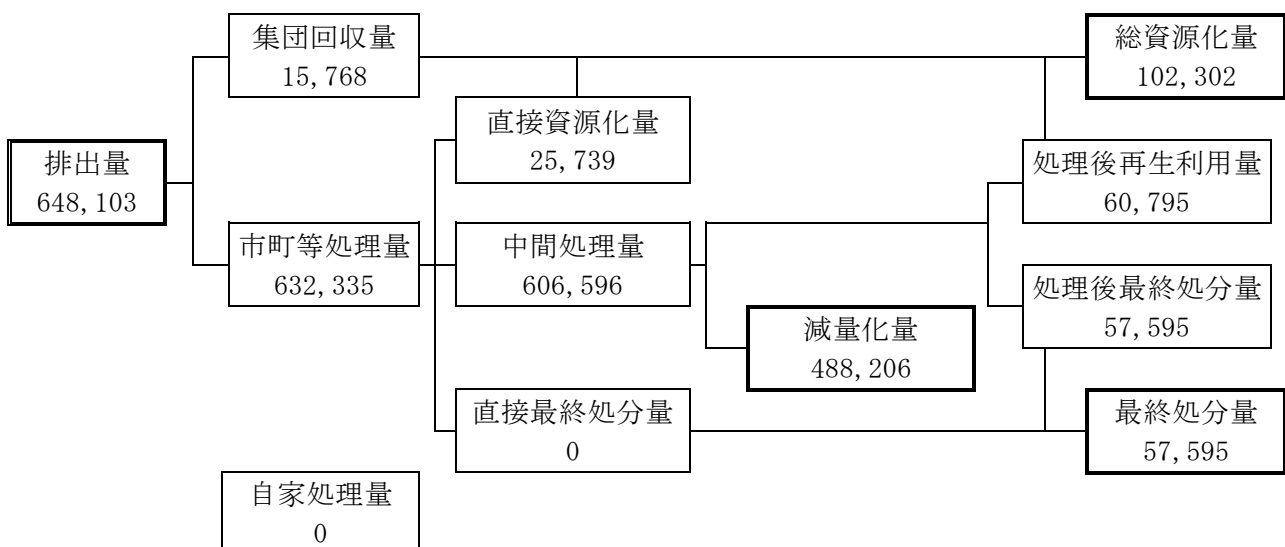 集団回収量
15,768
総資源化量
102,302
直接資源化量
25,739
排出量
648,103
処理後再生利用量
60,795
市町等処理量
632,335
中間処理量
606,596
処理後最終処分量
57,595
減量化量
488,206
直接最終処分量
0
最終処分量
57,595
自家処理量
0